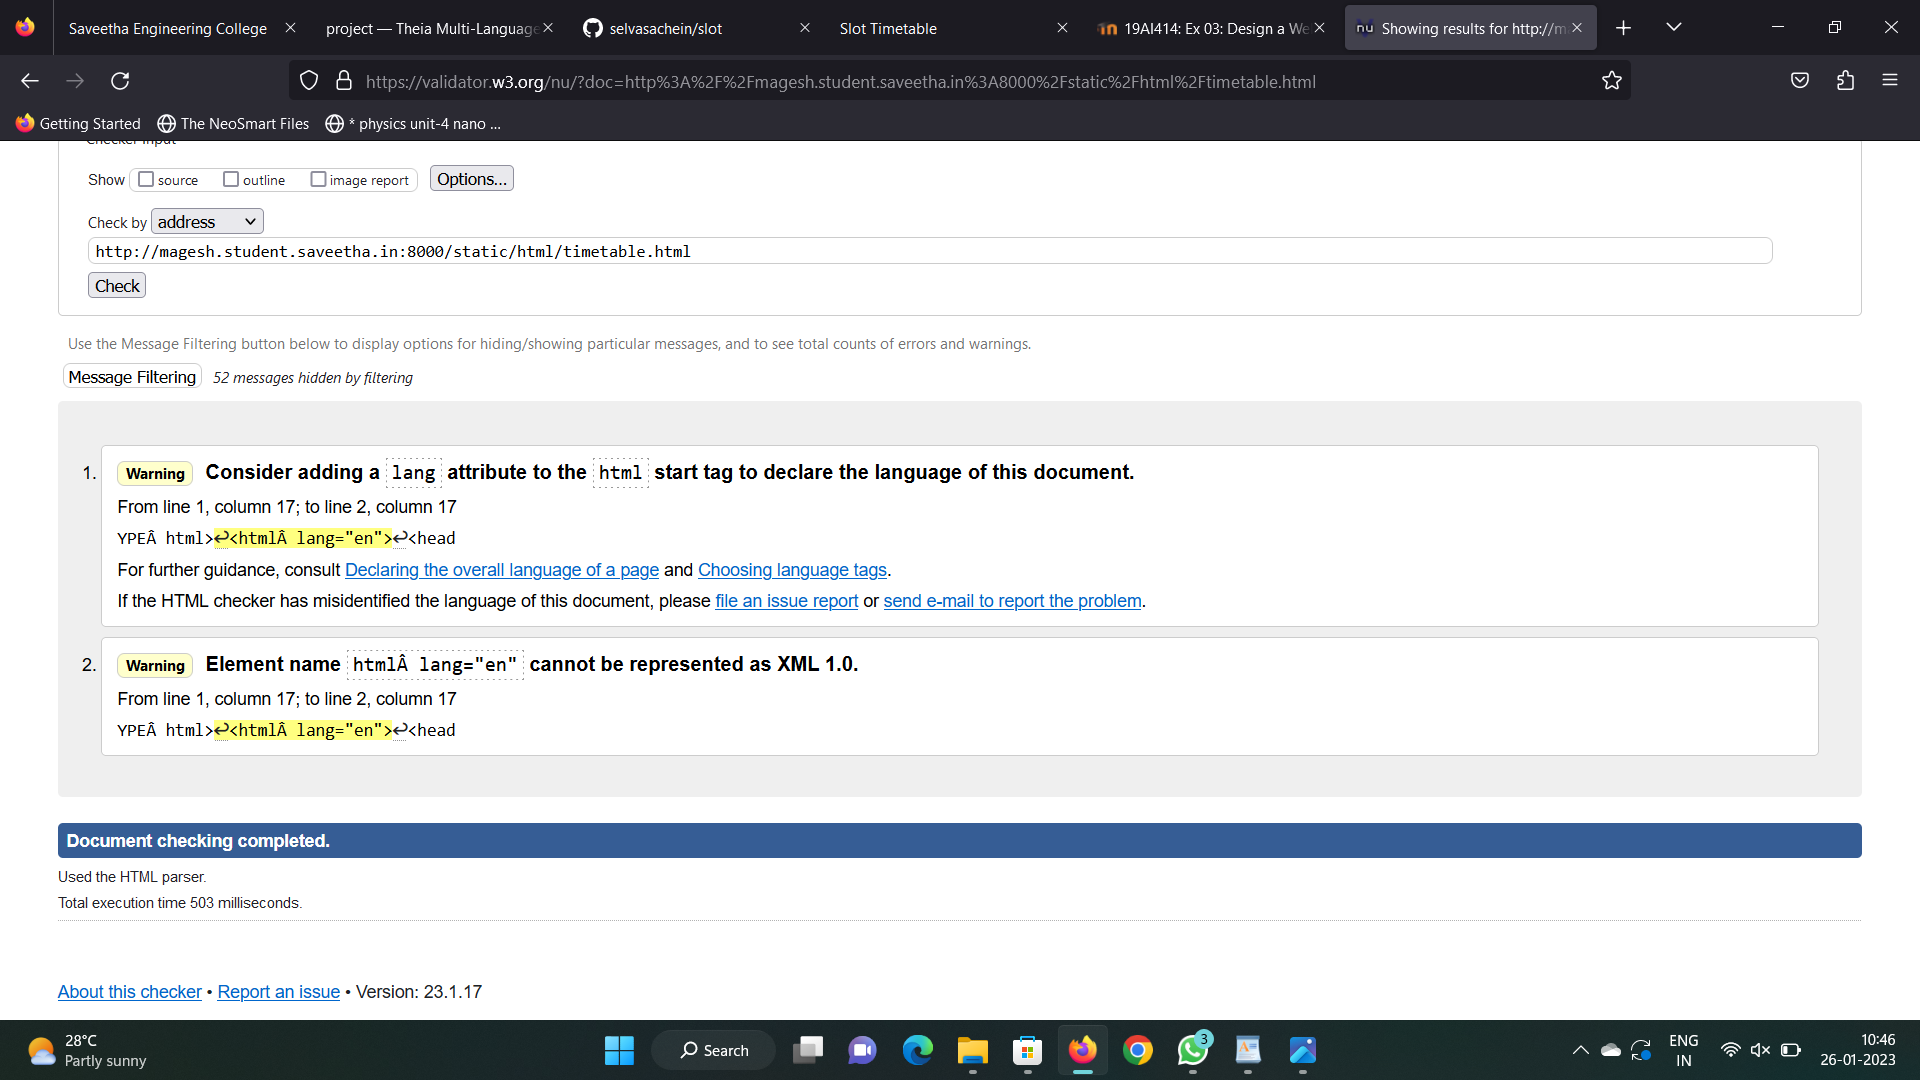 Saveetha Engineering College
project — Theia Multi-Language
selvasachein/slot
Slot Timetable
19AI414: Ex 03: Design a We
Showing results for http://m
https://validator.w3.org/nu/?doc=http%3A%2F%2Fmagesh.student.saveetha.in%3A8000%2Fstatic%2Fhtml%2Ftimetable.html
Getting Started The NeoSmart Files * physics unit-4 nano ...
Checker Input
Show source outline image report Options...
Check by address
http://magesh.student.saveetha.in:8000/static/html/timetable.html
Check
Use the Message Filtering button below to display options for hiding/showing particular messages, and to see total counts of errors and warnings.
Message Filtering 52 messages hidden by filtering
1. Warning Consider adding a lang attribute to the html start tag to declare the language of this document.
From line 1, column 17; to line 2, column 17
YPEÂ html>↩<htmlÂ lang="en">↩<head
For further guidance, consult Declaring the overall language of a page and Choosing language tags.
If the HTML checker has misidentified the language of this document, please file an issue report or send e-mail to report the problem.
2. Warning Element name htmlÂ lang="en" cannot be represented as XML 1.0.
From line 1, column 17; to line 2, column 17
YPEÂ html>↩<htmlÂ lang="en">↩<head
Document checking completed.
Used the HTML parser.
Total execution time 503 milliseconds.
About this checker • Report an issue • Version: 23.1.17
28°C
Partly sunny
Search
3
ENG
IN
10:46
26-01-2023